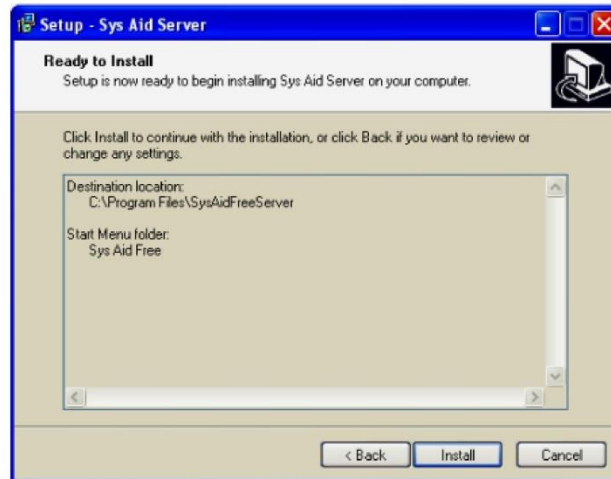 Setup - Sys Aid Server
Ready to Install
Setup is now ready to begin installing Sys Aid Server on your computer.
Click Install to continue with the installation, or click Back if you want to review or
change any settings.
Destination location:
C:\Program Files\SysAidFreeServer
Start Menu folder:
Sys Aid Free
< Back
Install
Cancel